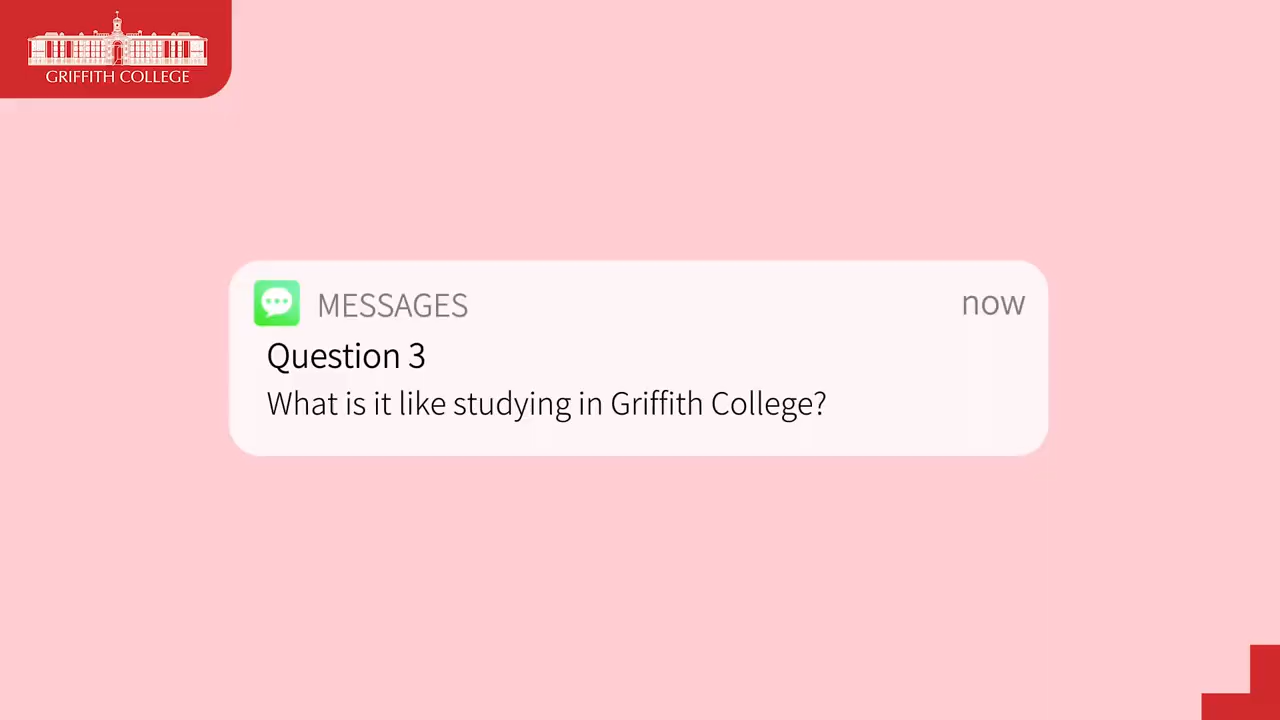 GRIFFITH COLLEGE
MESSAGES
now
Question 3
What is it like studying in Griffith College?